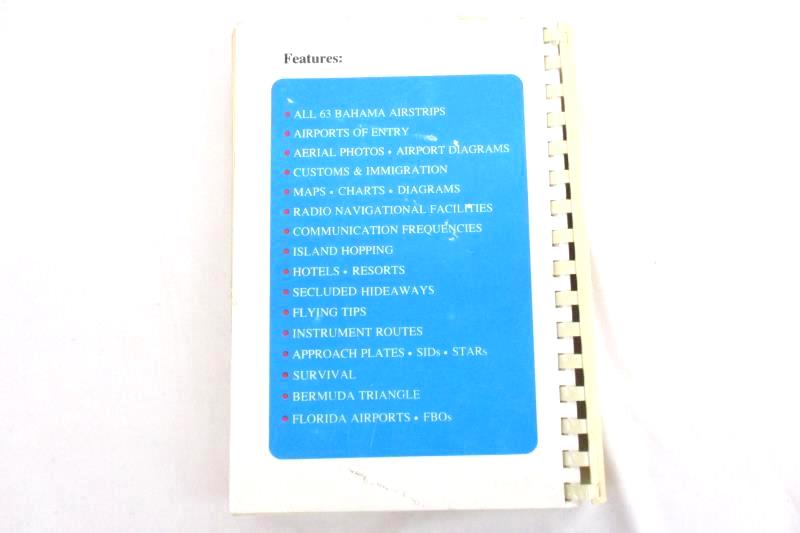 Features:
• ALL 63 BAHAMA AIRSTRIPS
• AIRPORTS OF ENTRY
• AERIAL PHOTOS • AIRPORT DIAGRAMS
• CUSTOMS & IMMIGRATION
• MAPS • CHARTS • DIAGRAMS
• RADIO NAVIGATIONAL FACILITIES
• COMMUNICATION FREQUENCIES
• ISLAND HOPPING
• HOTELS • RESORTS
• SECLUDED HIDEAWAYS
• FLYING TIPS
• INSTRUMENT ROUTES
• APPROACH PLATES • SIDs • STARs
• SURVIVAL
• BERMUDA TRIANGLE
• FLORIDA AIRPORTS • FBOs